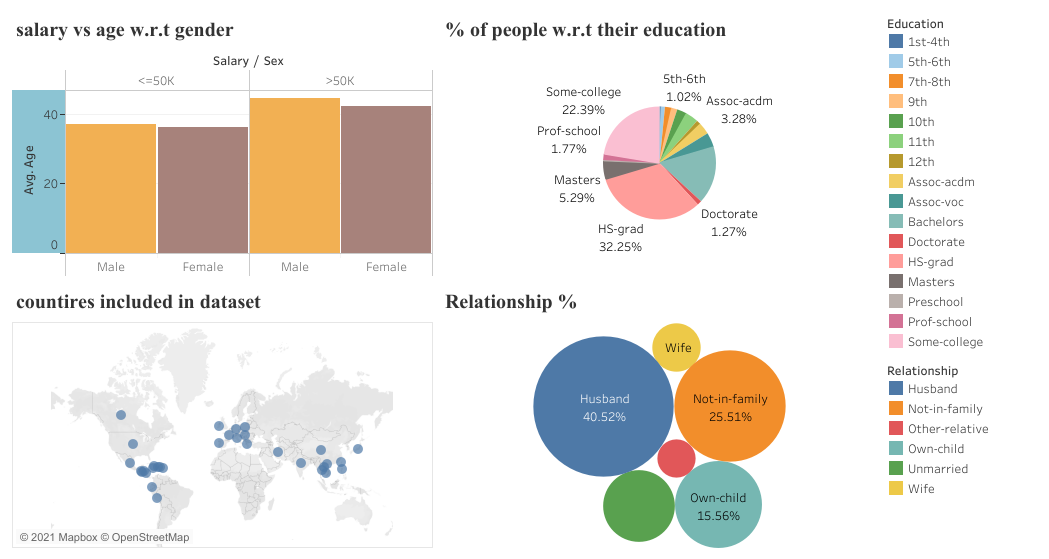 salary vs age w.r.t gender
Salary / Sex
<=50K
>50K
Avg. Age
40
20
0
Male
Female
Male
Female
% of people w.r.t their education
5th-6th
1.02%
Assoc-acdm
3.28%
Some-college
22.39%
Prof-school
1.77%
Masters
5.29%
HS-grad
32.25%
Doctorate
1.27%
countires included in dataset
© 2021 Mapbox © OpenStreetMap
Relationship %
Wife
Husband
40.52%
Not-in-family
25.51%
Own-child
15.56%
Education
1st-4th
5th-6th
7th-8th
9th
10th
11th
12th
Assoc-acdm
Assoc-voc
Bachelors
Doctorate
HS-grad
Masters
Preschool
Prof-school
Some-college
Relationship
Husband
Not-in-family
Other-relative
Own-child
Unmarried
Wife